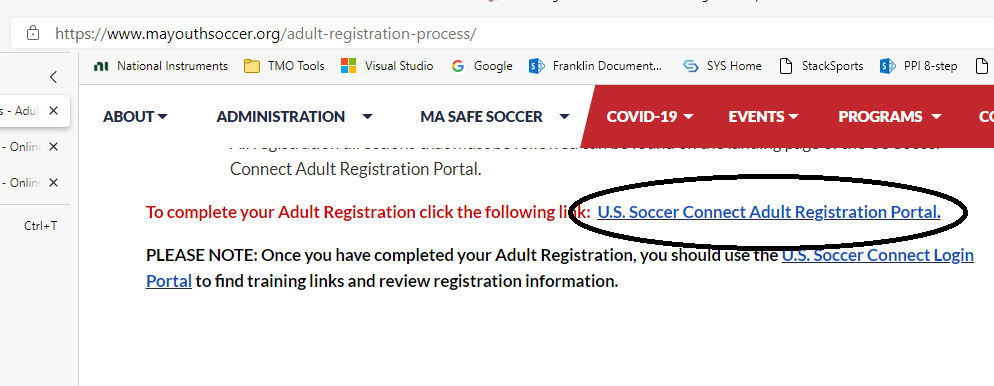 https://www.mayouthsoccer.org/adult-registration-process/
National Instruments TMO Tools Visual Studio Google Franklin Document... SYS Home StackSports PPI 8-step
s - Adul
ABOUT ADMINISTRATION MA SAFE SOCCER COVID-19 EVENTS PROGRAMS
- Onlin
Connect Adult Registration Portal.
- Onlin
To complete your Adult Registration click the following link: U.S. Soccer Connect Adult Registration Portal.
Ctrl+T
PLEASE NOTE: Once you have completed your Adult Registration, you should use the U.S. Soccer Connect Login
Portal to find training links and review registration information.